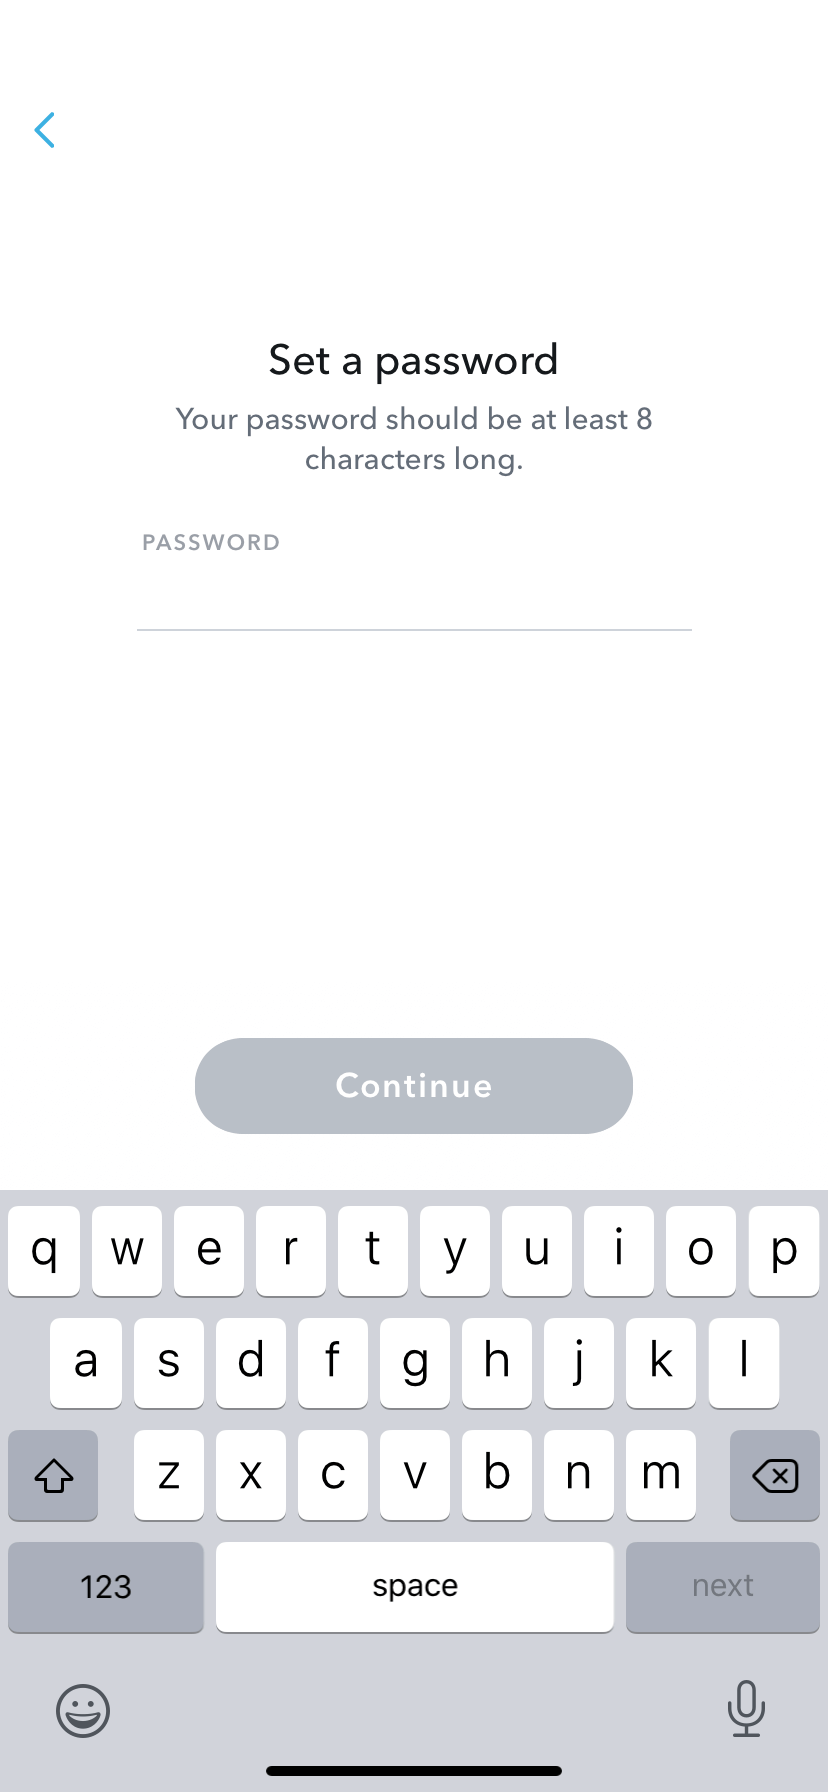 Set a password
Your password should be at least 8
characters long.
PASSWORD
Continue
q w e r t y u i o p
a s d f g h j k l
z x c v b n m
123 space next